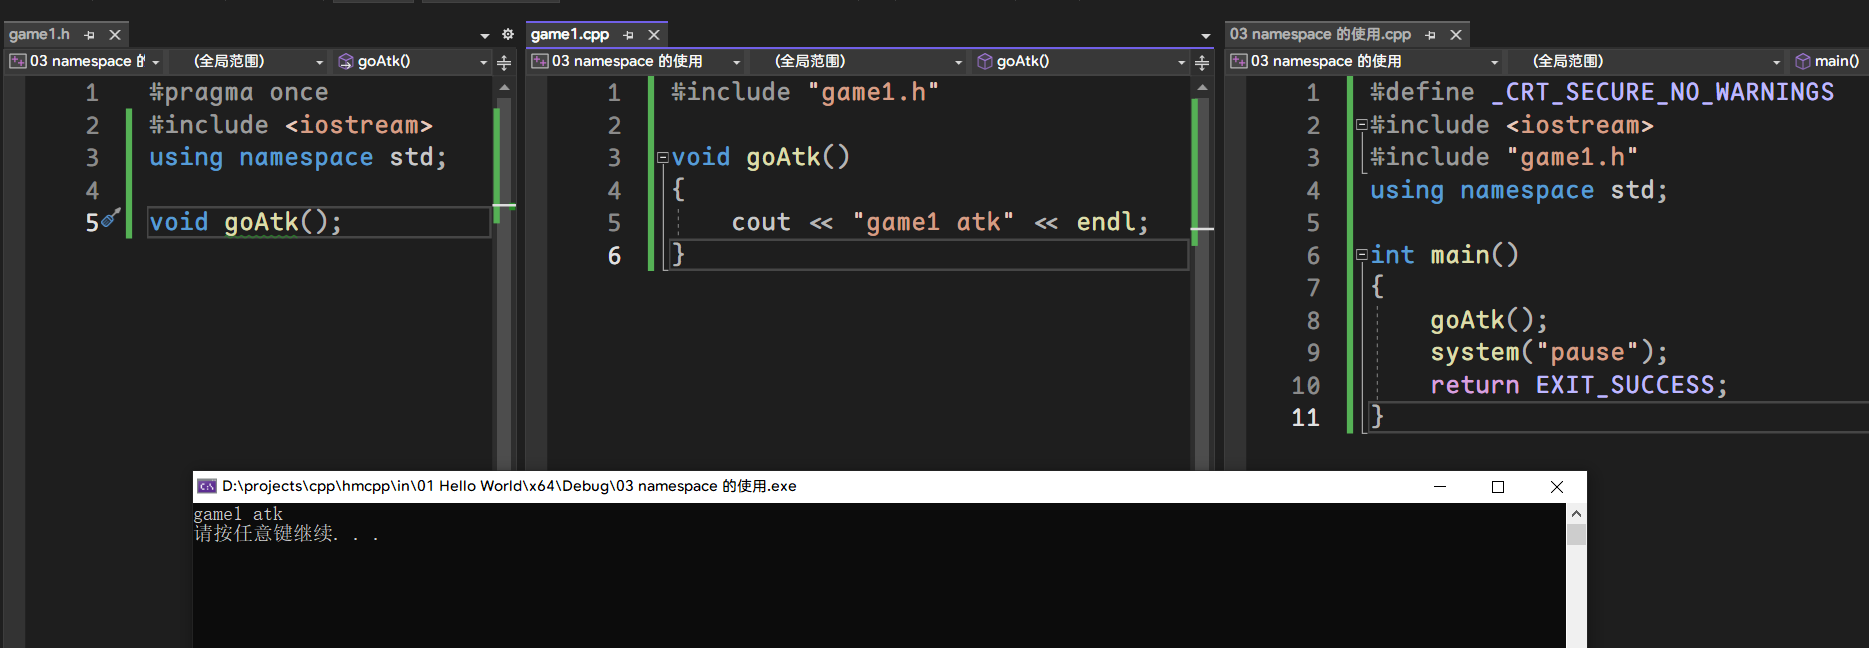 game1.h
03 namespace 的
(全局范围)
goAtk()
1 #pragma once
2 #include <iostream>
3 using namespace std;
4
5 void goAtk();
game1.cpp
03 namespace 的使用
(全局范围)
goAtk()
1 #include "game1.h"
2
3 void goAtk()
4 {
5 cout << "game1 atk" << endl;
6 }
03 namespace 的使用.cpp
03 namespace 的使用
(全局范围)
main()
1 #define _CRT_SECURE_NO_WARNINGS
2 #include <iostream>
3 #include "game1.h"
4 using namespace std;
5
6 int main()
7 {
8 goAtk();
9 system("pause");
10 return EXIT_SUCCESS;
11 }
D:\projects\cpp\hmcpp\in\01 Hello World\x64\Debug\03 namespace 的使用.exe
game1 atk
请按任意键继续. . .